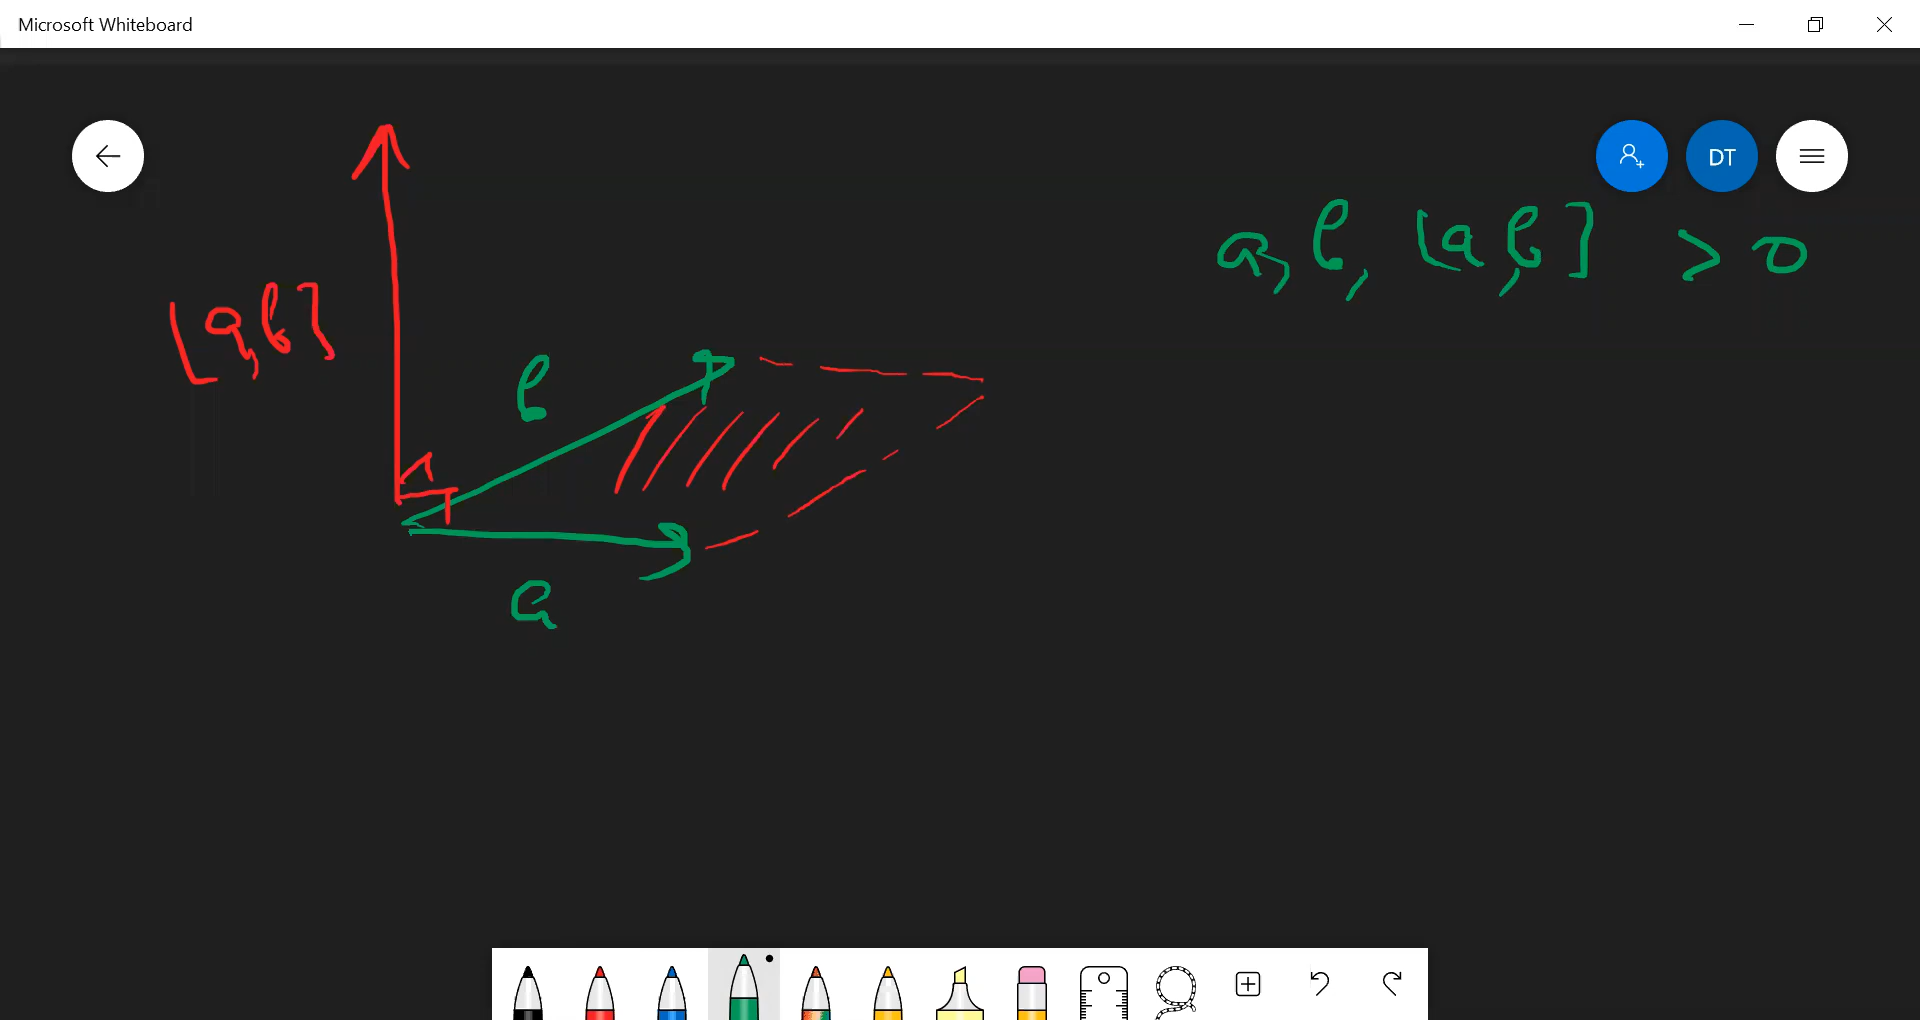 Microsoft Whiteboard
DT
a, b, [a, b] > 0
[a, b]
b
a